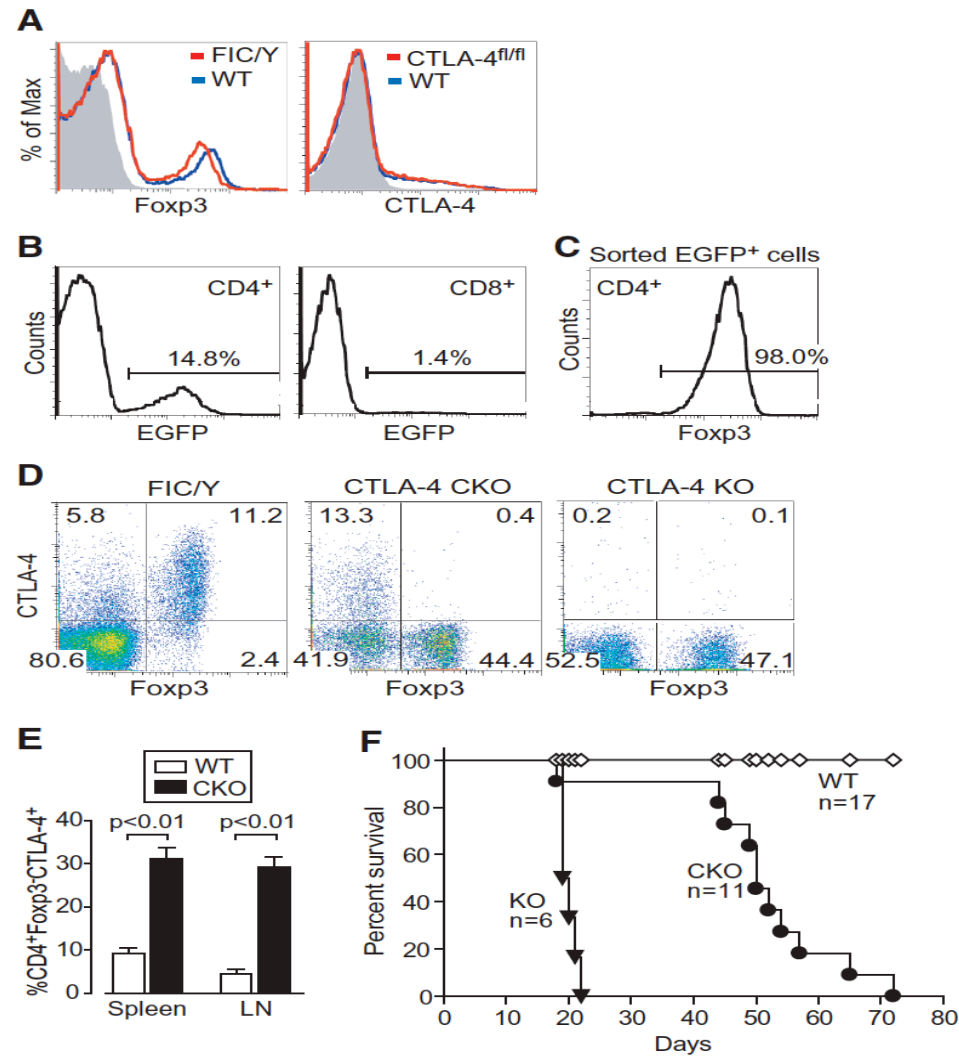 A
FIC/Y
WT
% of Max
Foxp3
CTLA-4fl/fl
WT
CTLA-4
B
CD4+
14.8%
Counts
EGFP
CD8+
1.4%
EGFP
C
Sorted EGFP+ cells
CD4+
98.0%
Counts
Foxp3
D
FIC/Y
5.8 11.2
CTLA-4
80.6 2.4
Foxp3
CTLA-4 CKO
13.3 0.4
41.9 44.4
Foxp3
CTLA-4 KO
0.2 0.1
52.5 47.1
Foxp3
E
WT
CKO
p<0.01 p<0.01
%CD4+Foxp3-CTLA-4+
40
30
30
10
0
Spleen LN
F
Percent survival
100
80
60
40
20
0
WT
n=17
CKO
n=11
KO
n=6
0 10 20 30 40 50 60 70 80
Days